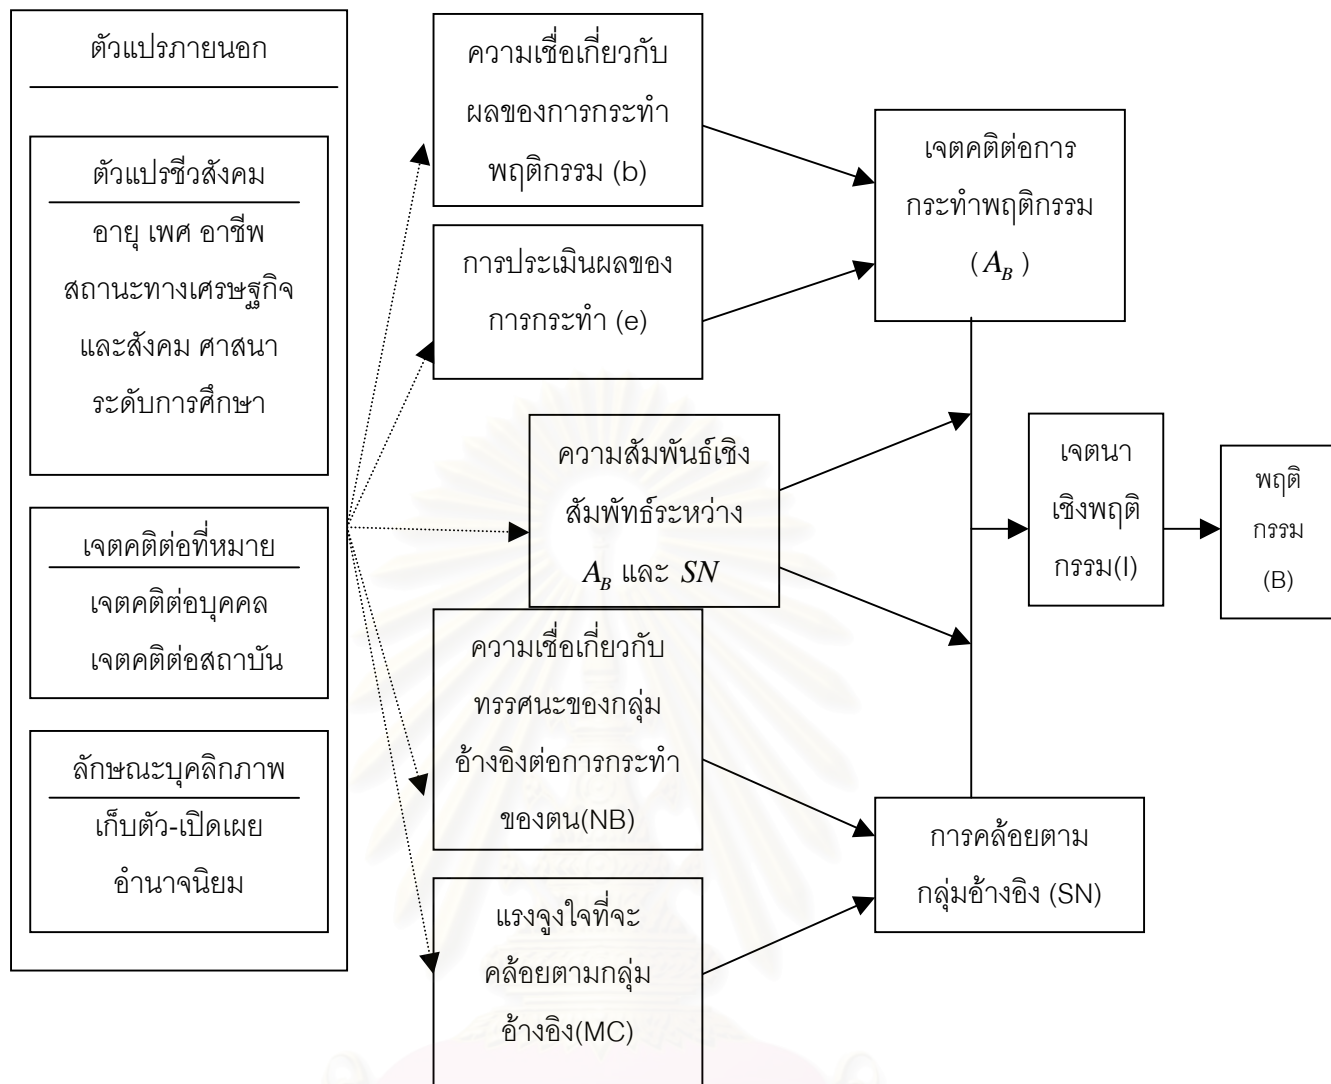 ตัวแปรภายนอก
ตัวแปรชีวสังคม
อายุ เพศ อาชีพ
สถานะทางเศรษฐกิจ
และสังคม ศาสนา
ระดับการศึกษา
เจตคติต่อที่หมาย
เจตคติต่อบุคคล
เจตคติต่อสถาบัน
ลักษณะบุคลิกภาพ
เก็บตัว-เปิดเผย
อำนาจนิยม
ความเชื่อเกี่ยวกับ
ผลของการกระทำ
พฤติกรรม (b)
การประเมินผลของ
การกระทำ (e)
ความสัมพันธ์เชิง
สัมพัทธ์ระหว่าง
A_B และ SN
ความเชื่อเกี่ยวกับ
ทรรศนะของกลุ่ม
อ้างอิงต่อการกระทำ
ของตน(NB)
แรงจูงใจที่จะ
คล้อยตามกลุ่ม
อ้างอิง(MC)
เจตคติต่อการ
กระทำพฤติกรรม
( A_B )
การคล้อยตาม
กลุ่มอ้างอิง (SN)
เจตนา
เชิงพฤติ
กรรม(I)
พฤติ
กรรม
(B)